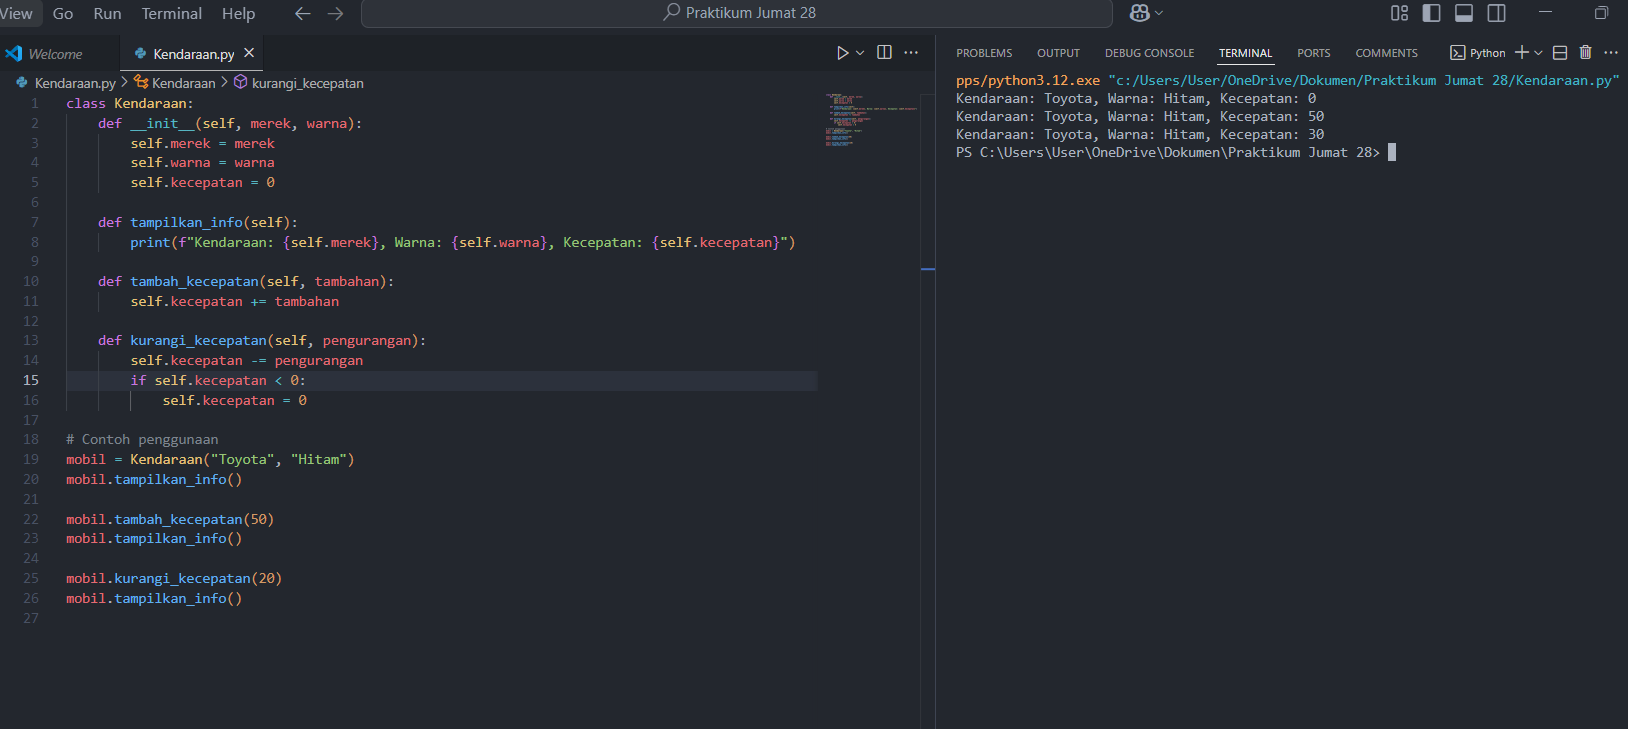 View Go Run Terminal Help ← → Praktikum Jumat 28
Welcome Kendaraan.py ×
Kendaraan.py > Kendaraan > kurangi_kecepatan
1 class Kendaraan:
2     def __init__(self, merek, warna):
3         self.merek = merek
4         self.warna = warna
5         self.kecepatan = 0
6
7     def tampilkan_info(self):
8         print(f"Kendaraan: {self.merek}, Warna: {self.warna}, Kecepatan: {self.kecepatan}")
9
10     def tambah_kecepatan(self, tambahan):
11         self.kecepatan += tambahan
12
13     def kurangi_kecepatan(self, pengurangan):
14         self.kecepatan -= pengurangan
15         if self.kecepatan < 0:
16             self.kecepatan = 0
17
18 # Contoh penggunaan
19 mobil = Kendaraan("Toyota", "Hitam")
20 mobil.tampilkan_info()
21
22 mobil.tambah_kecepatan(50)
23 mobil.tampilkan_info()
24
25 mobil.kurangi_kecepatan(20)
26 mobil.tampilkan_info()
27
PROBLEMS OUTPUT DEBUG CONSOLE TERMINAL PORTS COMMENTS Python
pps/python3.12.exe "c:/Users/User/OneDrive/Dokumen/Praktikum Jumat 28/Kendaraan.py"
Kendaraan: Toyota, Warna: Hitam, Kecepatan: 0
Kendaraan: Toyota, Warna: Hitam, Kecepatan: 50
Kendaraan: Toyota, Warna: Hitam, Kecepatan: 30
PS C:\Users\User\OneDrive\Dokumen\Praktikum Jumat 28>